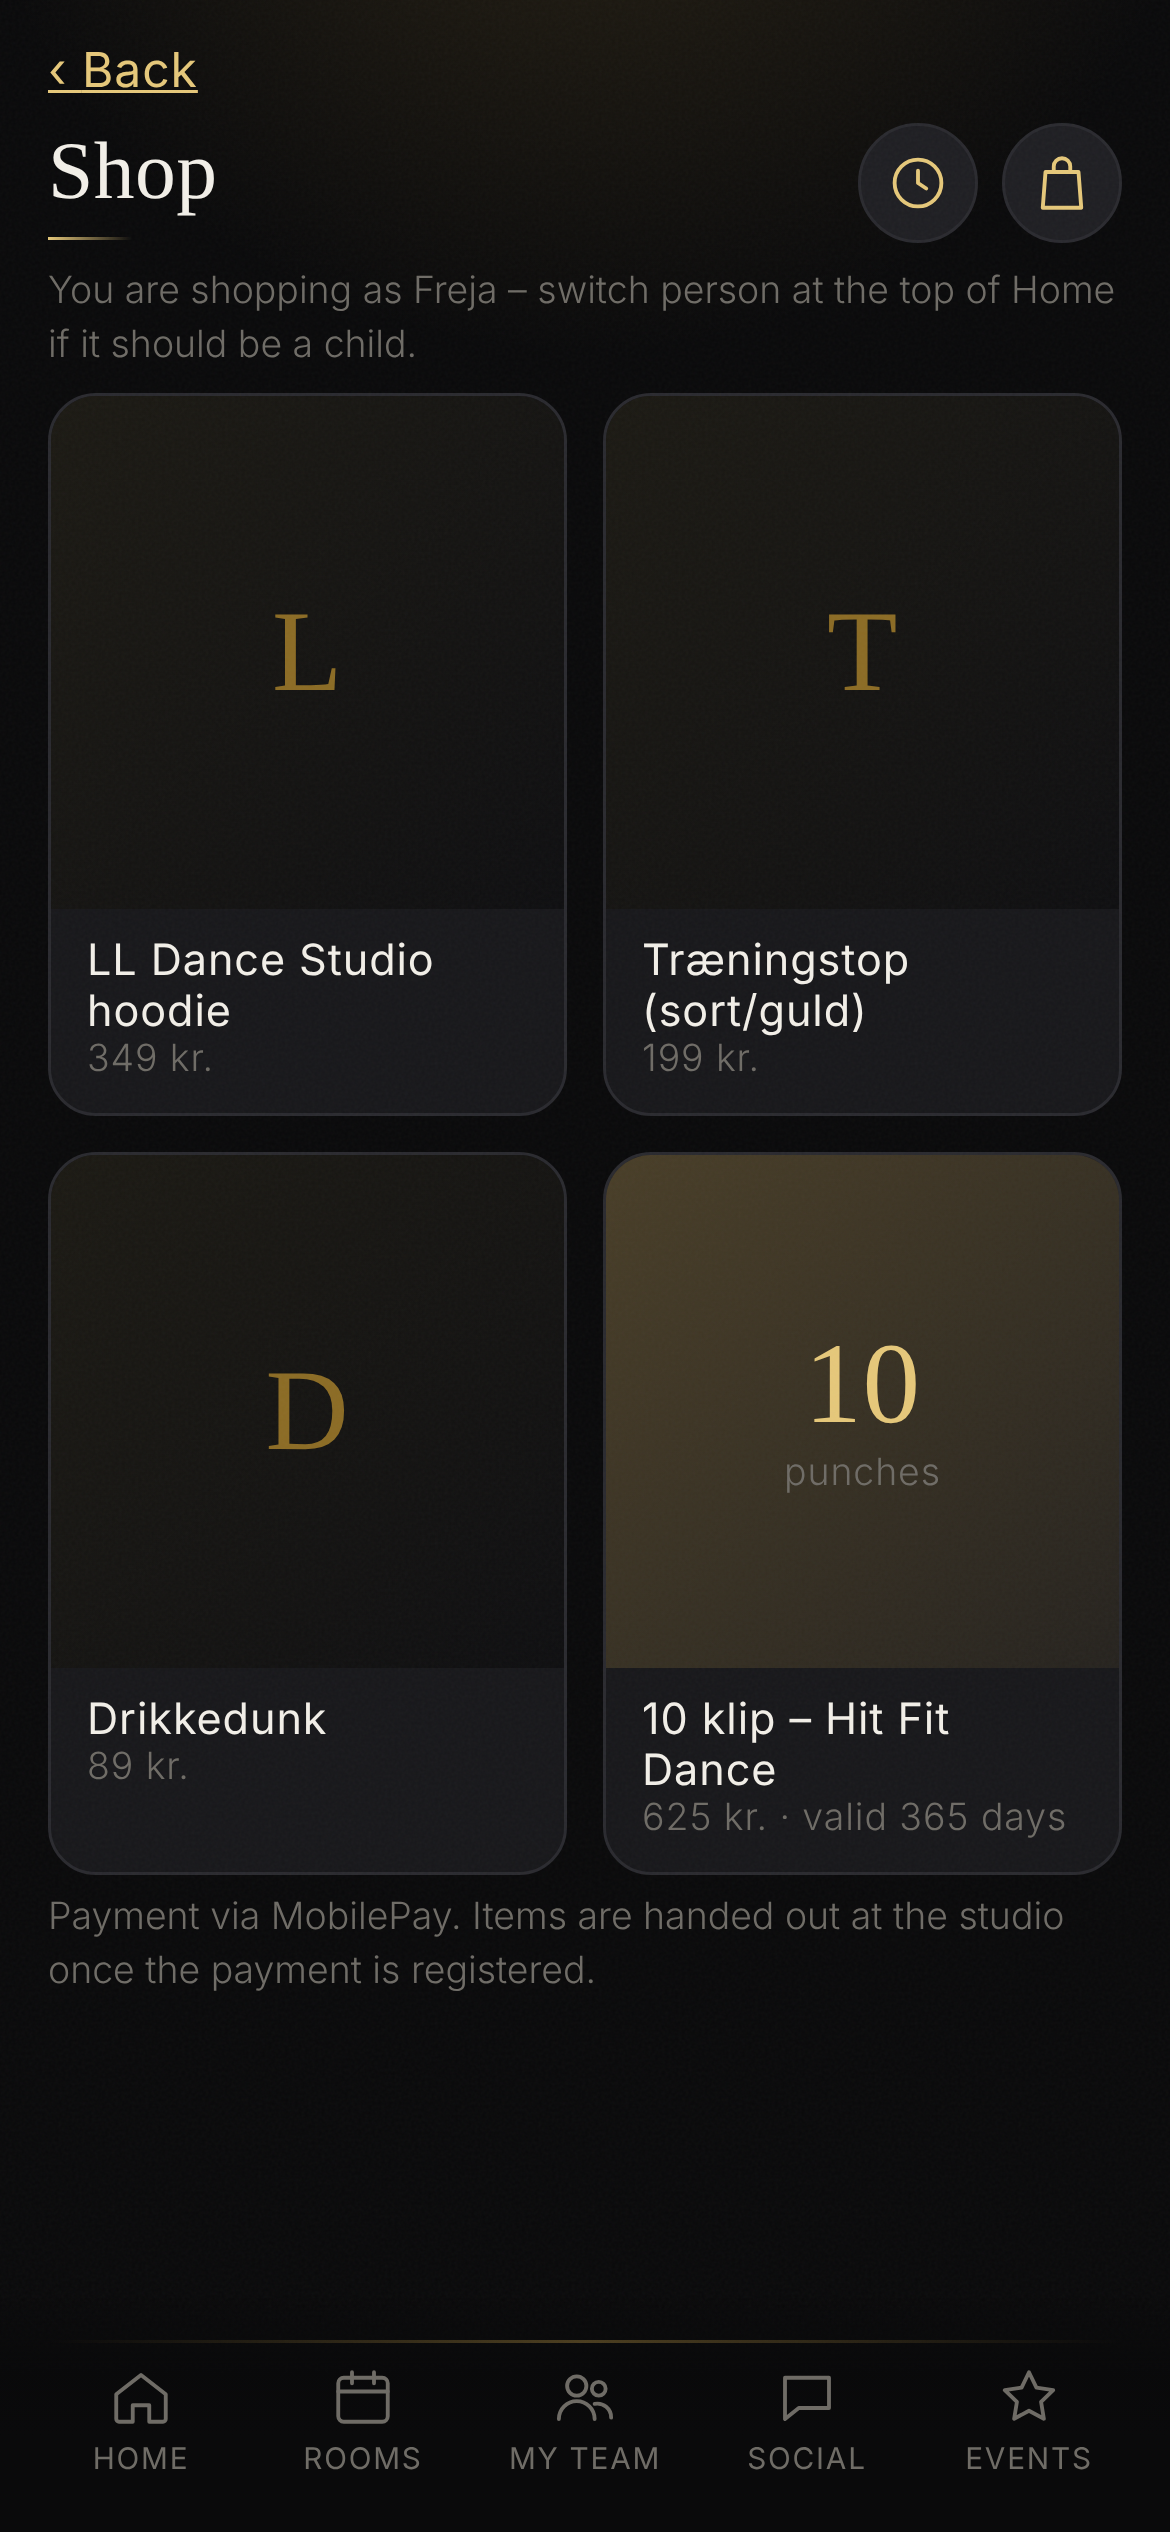 ‹ Back
Shop
You are shopping as Freja – switch person at the top of Home
if it should be a child.
L
T
LL Dance Studio
hoodie
349 kr.
Træningstop
(sort/guld)
199 kr.
D
10
punches
Drikkedunk
89 kr.
10 klip – Hit Fit
Dance
625 kr. · valid 365 days
Payment via MobilePay. Items are handed out at the studio
once the payment is registered.
HOME
ROOMS
MY TEAM
SOCIAL
EVENTS